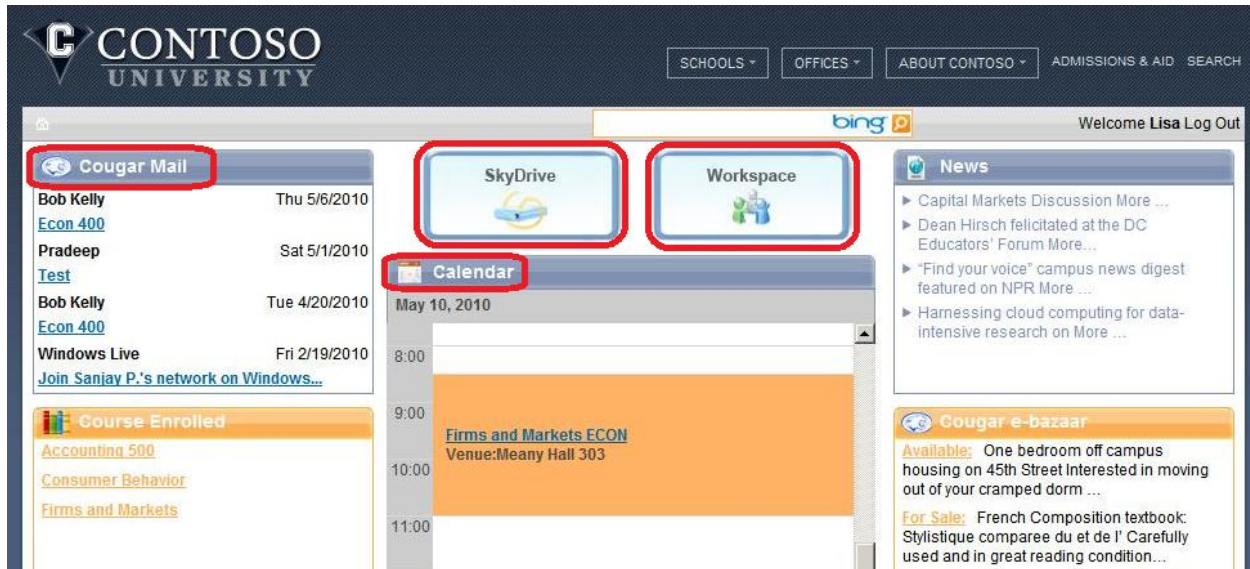 C CONTOSO
UNIVERSITY
SCHOOLS
OFFICES
ABOUT CONTOSO
ADMISSIONS & AID
SEARCH
bing
Welcome Lisa Log Out
Cougar Mail
Bob Kelly Thu 5/6/2010
Econ 400
Pradeep Sat 5/1/2010
Test
Bob Kelly Tue 4/20/2010
Econ 400
Windows Live Fri 2/19/2010
Join Sanjay P.'s network on Windows...
Course Enrolled
Accounting 500
Consumer Behavior
Firms and Markets
SkyDrive
Workspace
Calendar
May 10, 2010
8:00
9:00
Firms and Markets ECON
Venue:Meany Hall 303
10:00
11:00
News
Capital Markets Discussion More ...
Dean Hirsch felicitated at the DC
Educators' Forum More...
"Find your voice" campus news digest
featured on NPR More ...
Harnessing cloud computing for data-
intensive research on More ...
Cougar e-bazaar
Available: One bedroom off campus
housing on 45th Street Interested in moving
out of your cramped dorm ...
For Sale: French Composition textbook:
Stylistique comparee du et de l' Carefully
used and in great reading condition...